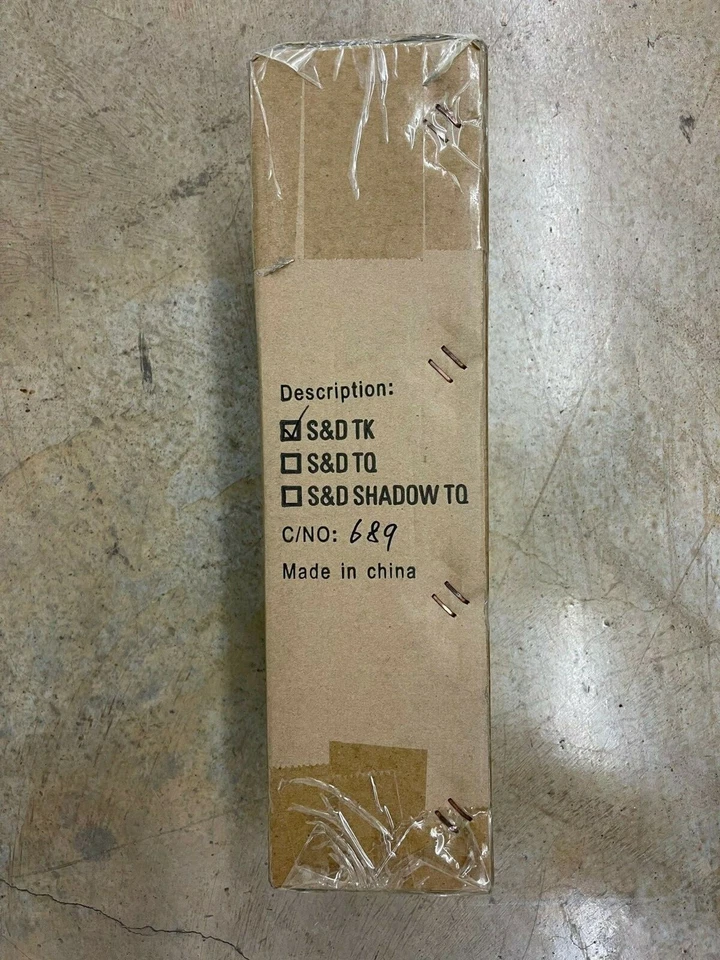 Description:
☑ S&D TK
☐ S&D TQ
☐ S&D SHADOW TQ
C/NO: 689
Made in china